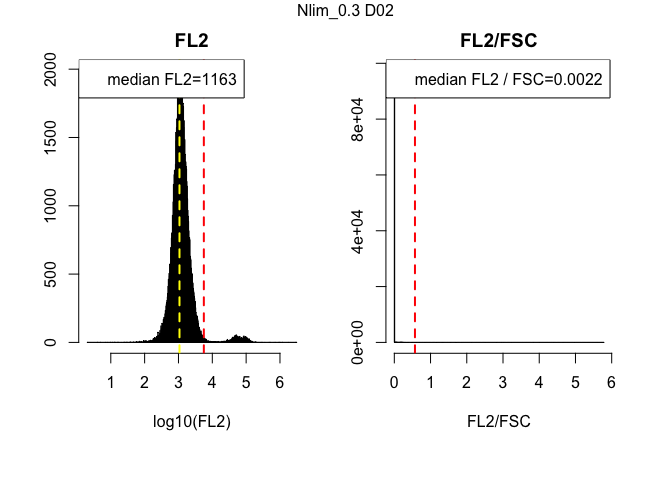 Nlim_0.3 D02
FL2
FL2/FSC
median FL2=1163
median FL2 / FSC=0.0022
0
500
1000
1500
2000
1 2 3 4 5 6
log10(FL2)
0e+00
4e+04
8e+04
0 1 2 3 4 5 6
FL2/FSC